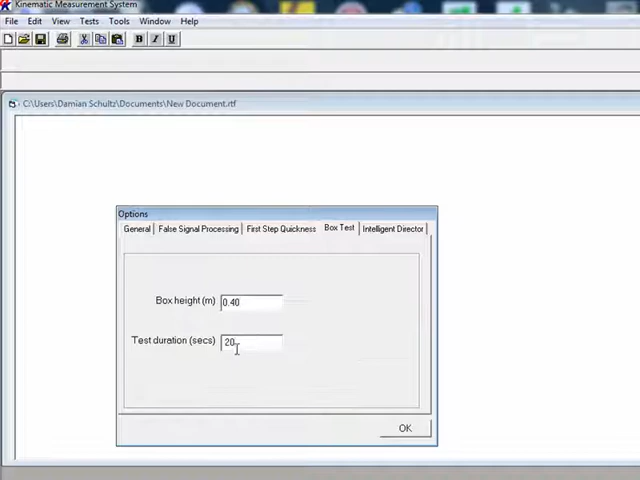 Kinematic Measurement System
File Edit View Tests Tools Window Help
B I U
C:\Users\Damian Schultz\Documents\New Document.rtf
Options
General False Signal Processing First Step Quickness Box Test Intelligent Director
Box height (m) 0.40
Test duration (secs) 20
OK